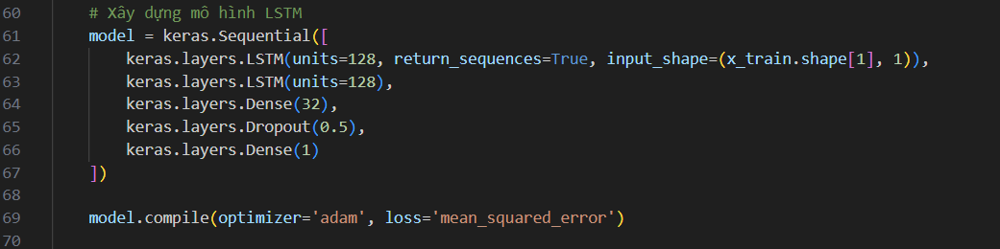 60 # Xây dựng mô hình LSTM
61 model = keras.Sequential([
62 keras.layers.LSTM(units=128, return_sequences=True, input_shape=(x_train.shape[1], 1)),
63 keras.layers.LSTM(units=128),
64 keras.layers.Dense(32),
65 keras.layers.Dropout(0.5),
66 keras.layers.Dense(1)
67 ])
68
69 model.compile(optimizer='adam', loss='mean_squared_error')
70